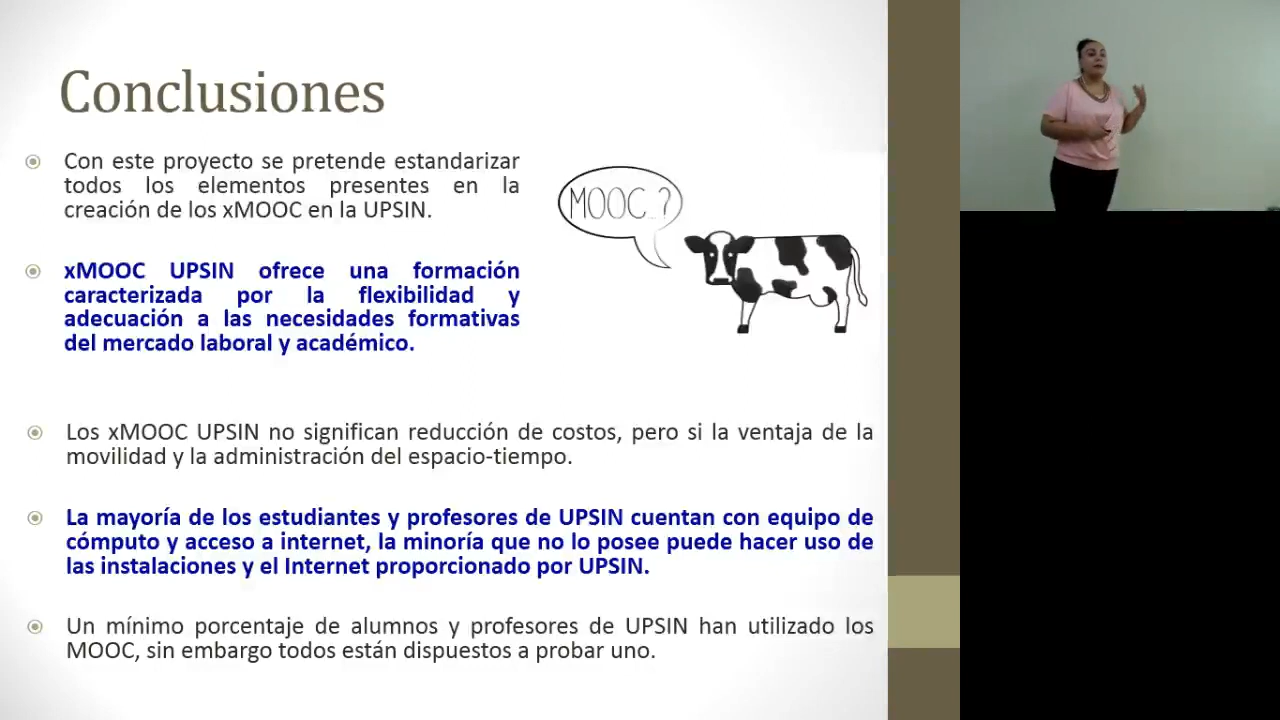 Conclusiones
Con este proyecto se pretende estandarizar
todos los elementos presentes en la
creación de los xMOOC en la UPSIN.
MOOC..?
xMOOC UPSIN ofrece una formación
caracterizada por la flexibilidad y
adecuación a las necesidades formativas
del mercado laboral y académico.
Los xMOOC UPSIN no significan reducción de costos, pero si la ventaja de la
movilidad y la administración del espacio-tiempo.
La mayoría de los estudiantes y profesores de UPSIN cuentan con equipo de
cómputo y acceso a internet, la minoría que no lo posee puede hacer uso de
las instalaciones y el Internet proporcionado por UPSIN.
Un mínimo porcentaje de alumnos y profesores de UPSIN han utilizado los
MOOC, sin embargo todos están dispuestos a probar uno.